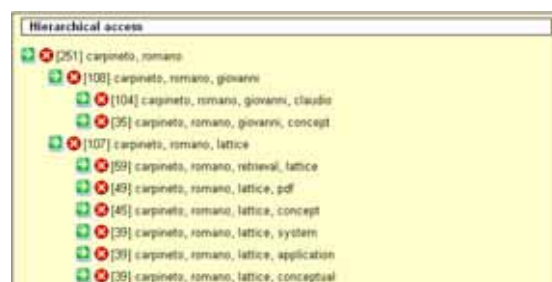 Hierarchical access
[251] carpineto, romano
[108] carpineto, romano, giovanni
[104] carpineto, romano, giovanni, claudio
[35] carpineto, romano, giovanni, concept
[107] carpineto, romano, lattice
[59] carpineto, romano, retrieval, lattice
[49] carpineto, romano, lattice, pdf
[45] carpineto, romano, lattice, concept
[39] carpineto, romano, lattice, system
[39] carpineto, romano, lattice, application
[39] carpineto, romano, lattice, conceptual